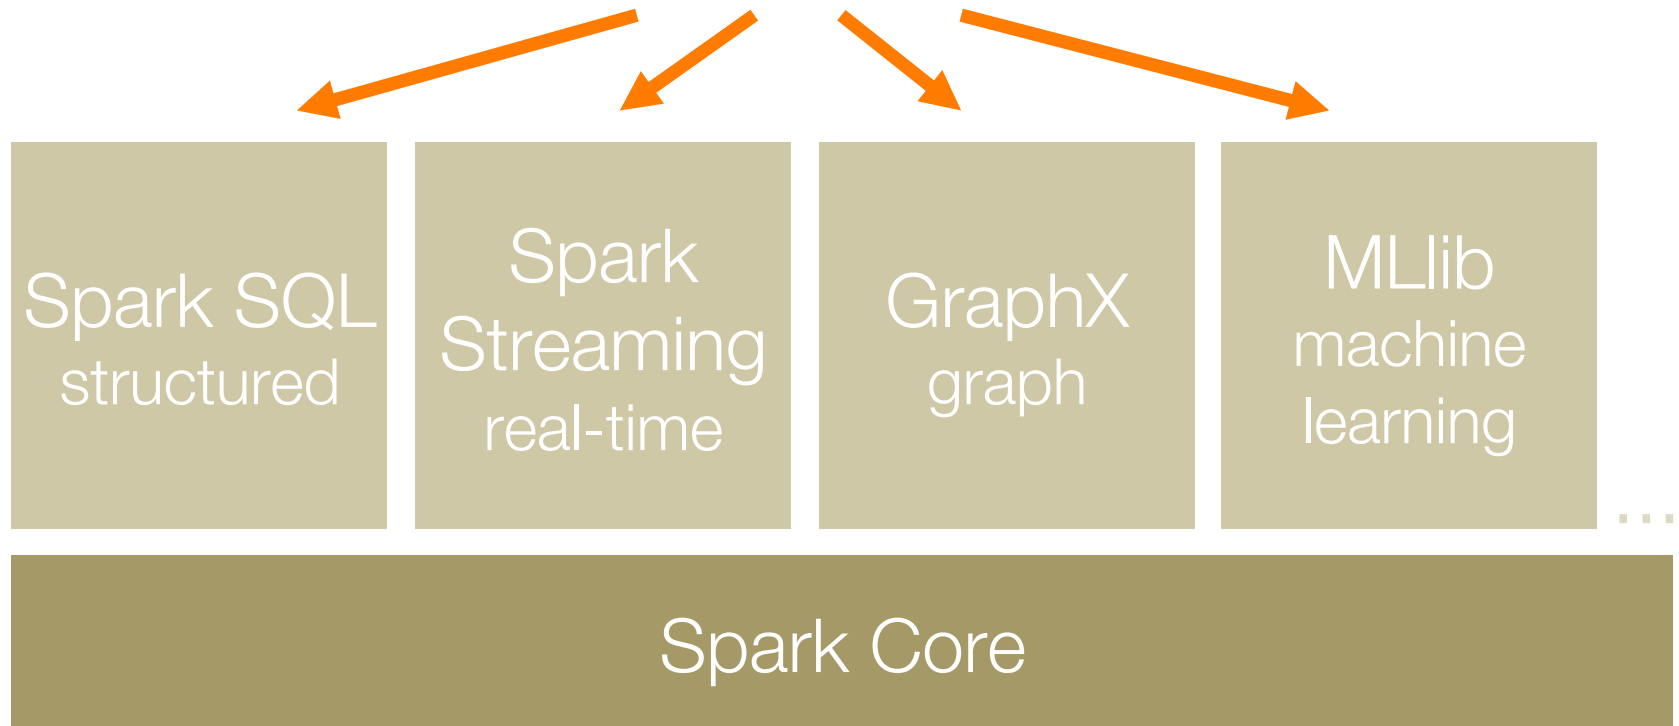 Spark SQL
structured
Spark
Streaming
real-time
GraphX
graph
MLlib
machine
learning
...
Spark Core